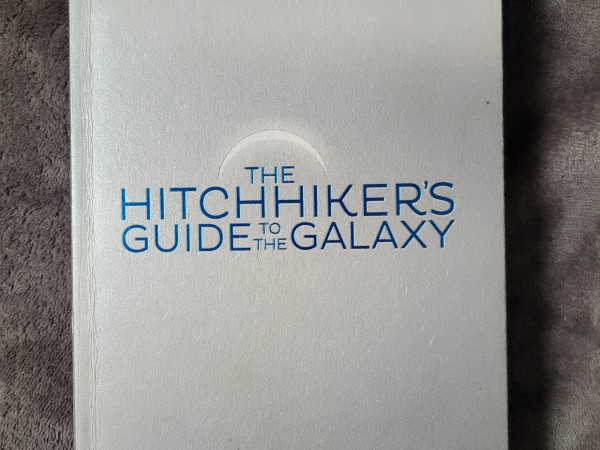 THE
HITCHHIKER'S
GUIDE TO THE GALAXY